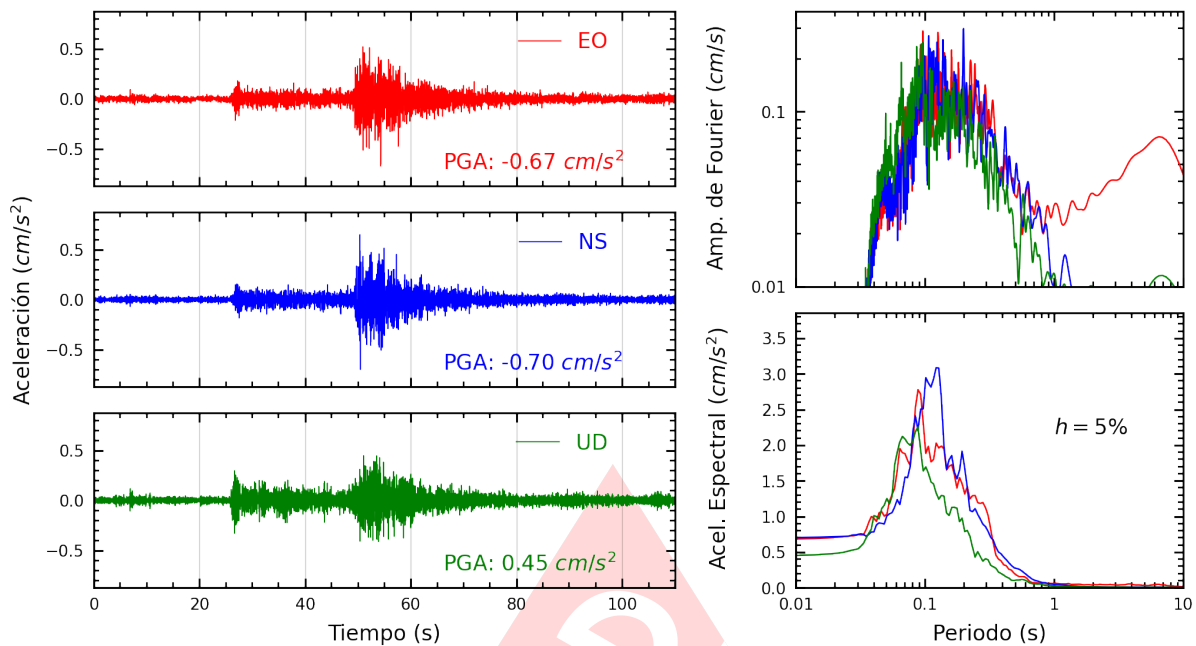 Aceleración (cm/s²)
0.5
0.0
−0.5
EO
PGA: -0.67 cm/s²
0.5
0.0
−0.5
NS
PGA: -0.70 cm/s²
0.5
0.0
−0.5
UD
PGA: 0.45 cm/s²
0 20 40 60 80 100
Tiempo (s)
Amp. de Fourier (cm/s)
0.1
0.01
Acel. Espectral (cm/s²)
3.5
3.0
2.5
2.0
1.5
1.0
0.5
0.0
h = 5%
0.01 0.1 1 10
Periodo (s)